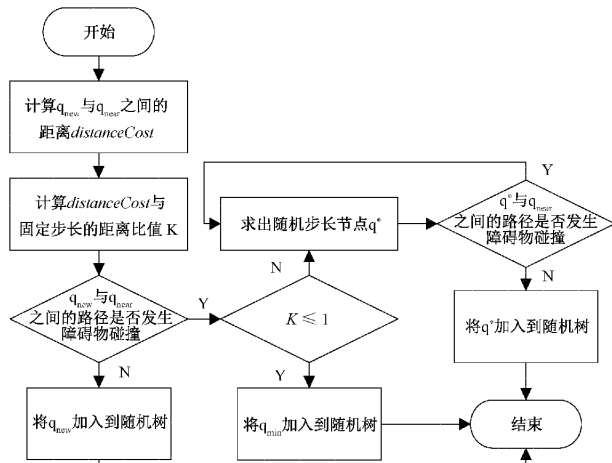 开始
计算q_new与q_near之间的
距离distanceCost
计算distanceCost与
固定步长的距离比值 K
q_new与q_near
之间的路径是否发生
障碍物碰撞
Y
N
将q_new加入到随机树
K≤1
N
Y
求出随机步长节点q*
将q_min加入到随机树
Y
q*与q_near
之间的路径是否发生
障碍物碰撞
N
将q*加入到随机树
结束